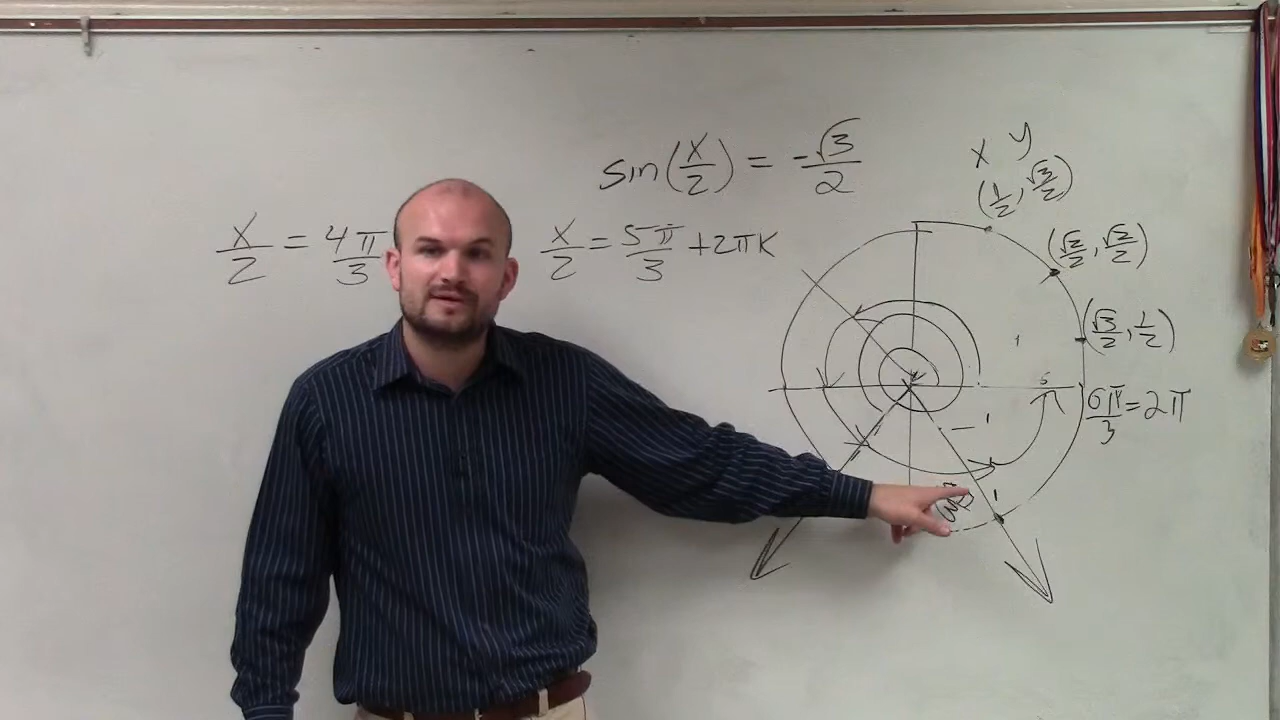 sin(x/2) = -√3/2
x/2 = 4π/3
x/2 = 5π/3 + 2πk
x y
(1/2, √3/2)
(√2/2, √2/2)
(√3/2, 1/2)
6π/3 = 2π